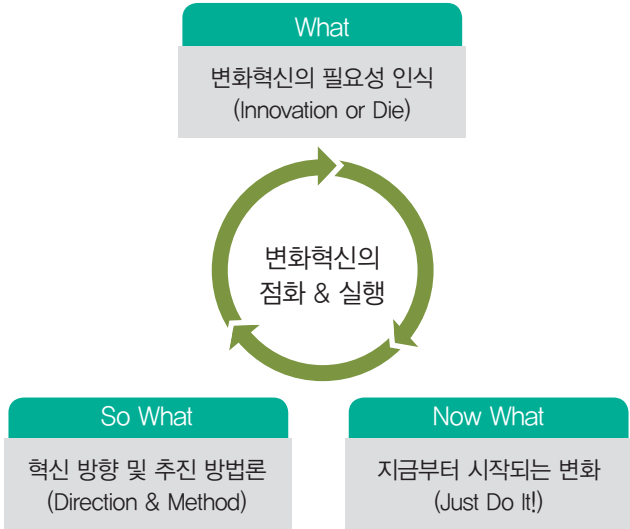 What
변화혁신의 필요성 인식
(Innovation or Die)
변화혁신의
점화 & 실행
So What
혁신 방향 및 추진 방법론
(Direction & Method)
Now What
지금부터 시작되는 변화
(Just Do It!)